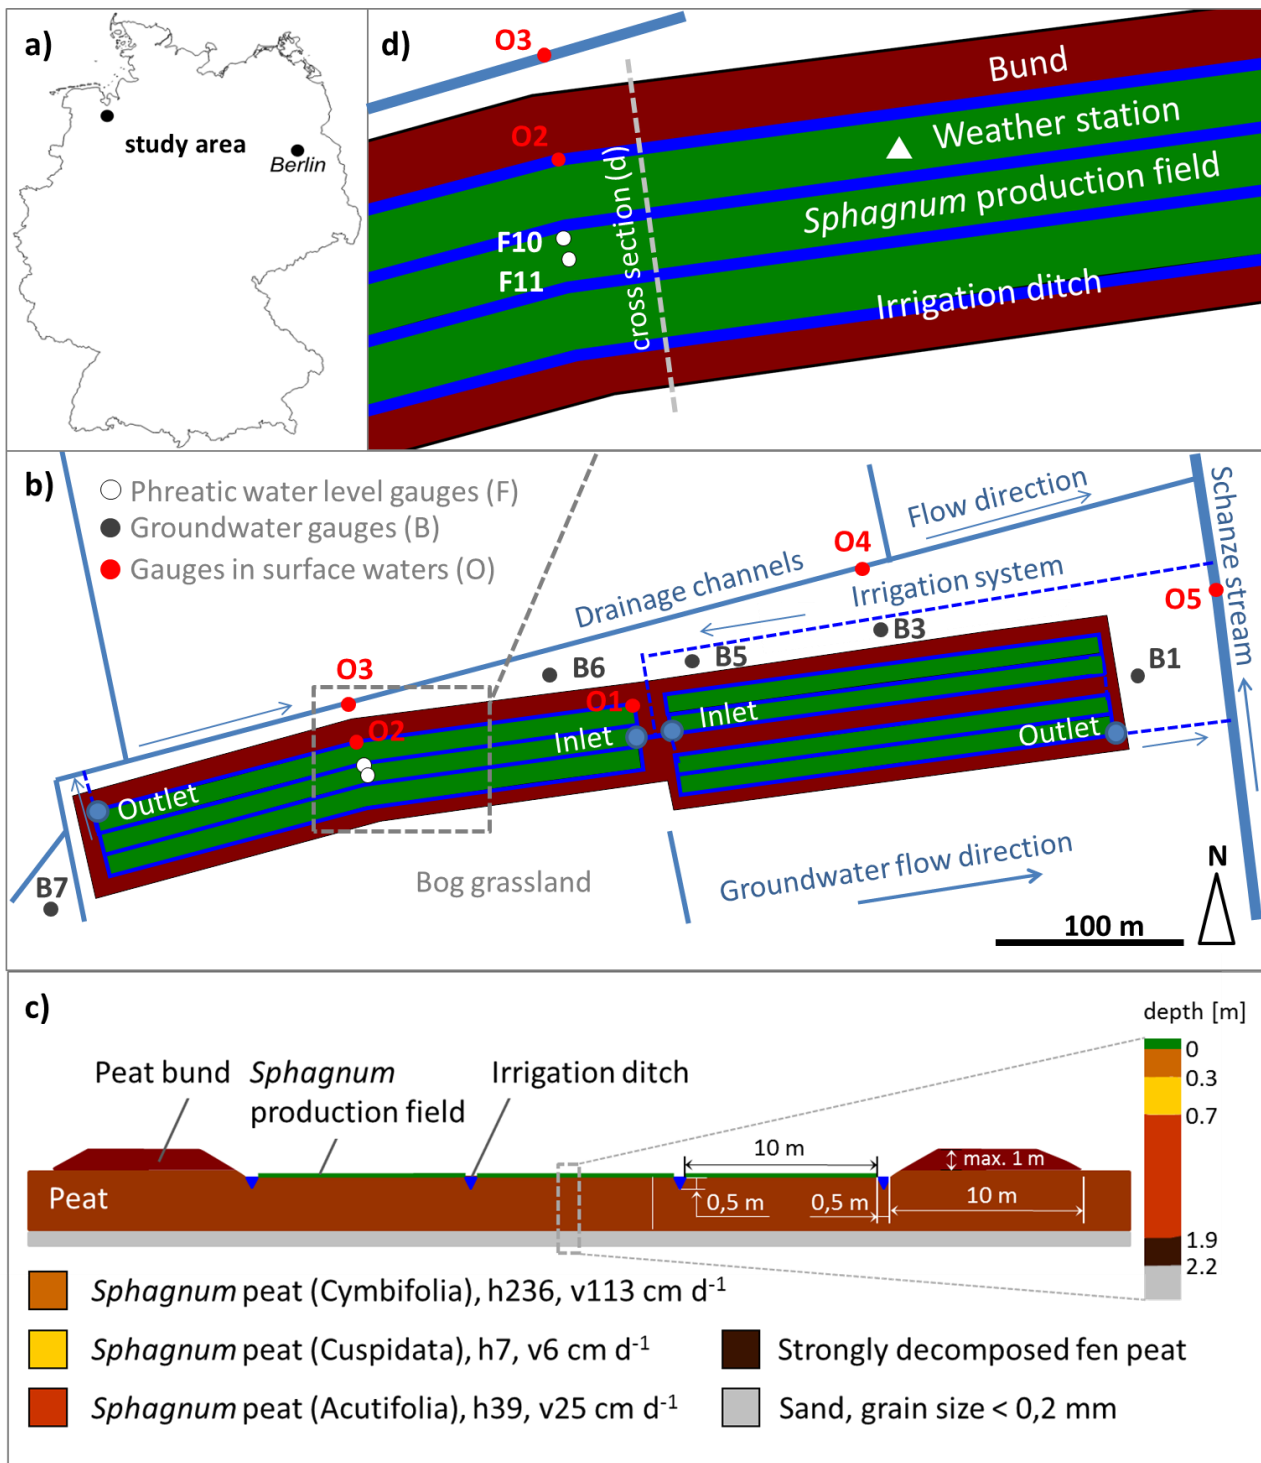 a)
study area
Berlin
d)
O3
Bund
O2
Weather station
Sphagnum production field
F10
F11
cross section (d)
Irrigation ditch
b)
Phreatic water level gauges (F)
Groundwater gauges (B)
Gauges in surface waters (O)
Flow direction
Schanze stream
O4
Drainage channels
Irrigation system
O5
B3
B5
B6
B1
O3
O1
O2
Inlet
Inlet
Outlet
Outlet
B7
Bog grassland
Groundwater flow direction
N
100 m
c)
depth [m]
0
0.3
0.7
1.9
2.2
Peat bund
Sphagnum
production field
Irrigation ditch
10 m
max. 1 m
Peat
0,5 m
0,5 m
10 m
Sphagnum peat (Cymbifolia), h236, v113 cm d-1
Sphagnum peat (Cuspidata), h7, v6 cm d-1
Strongly decomposed fen peat
Sphagnum peat (Acutifolia), h39, v25 cm d-1
Sand, grain size < 0,2 mm